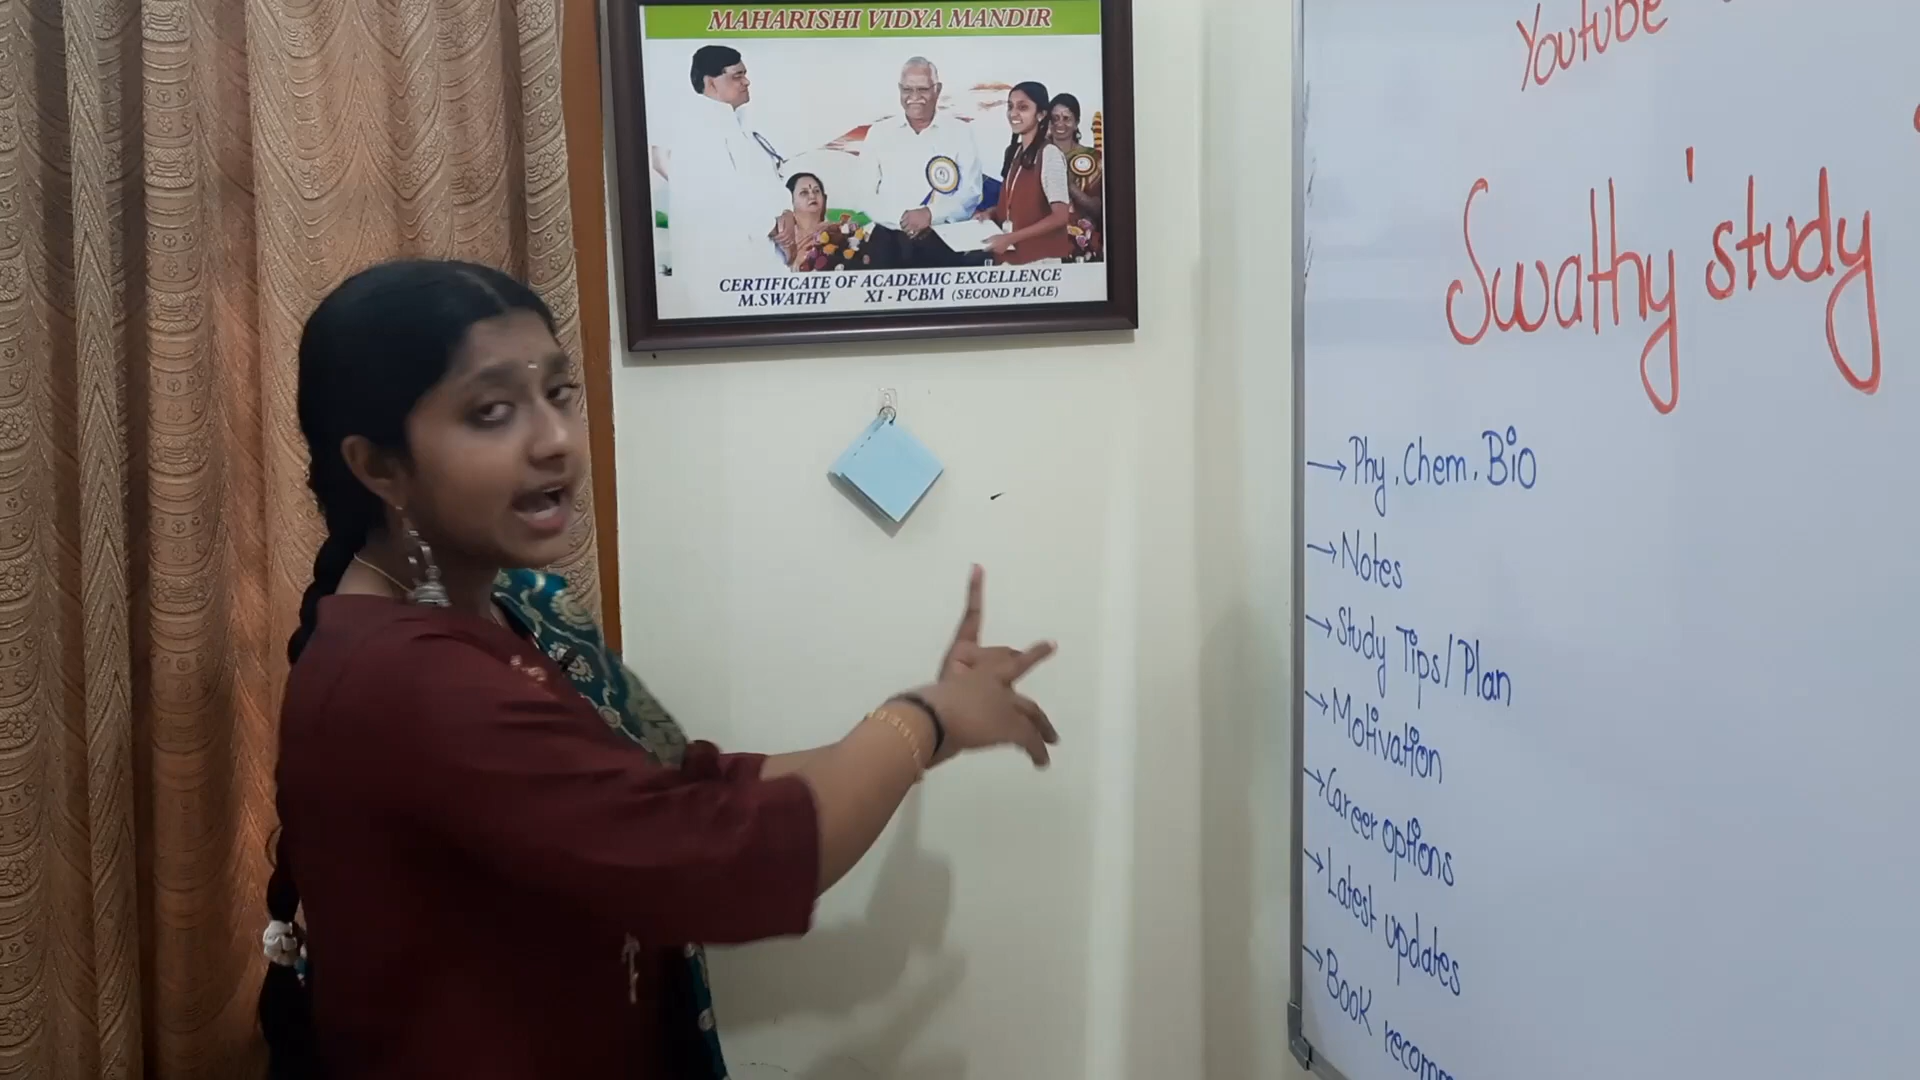 MAHARISHI VIDYA MANDIR
CERTIFICATE OF ACADEMIC EXCELLENCE
M.SWATHY XI - PCBM (SECOND PLACE)
Youtube
Swathy'study
→Phy.Chem.Bio
→Notes
→Study Tips/Plan
→Motivation
→Career options
→Latest updates
→Book recomm